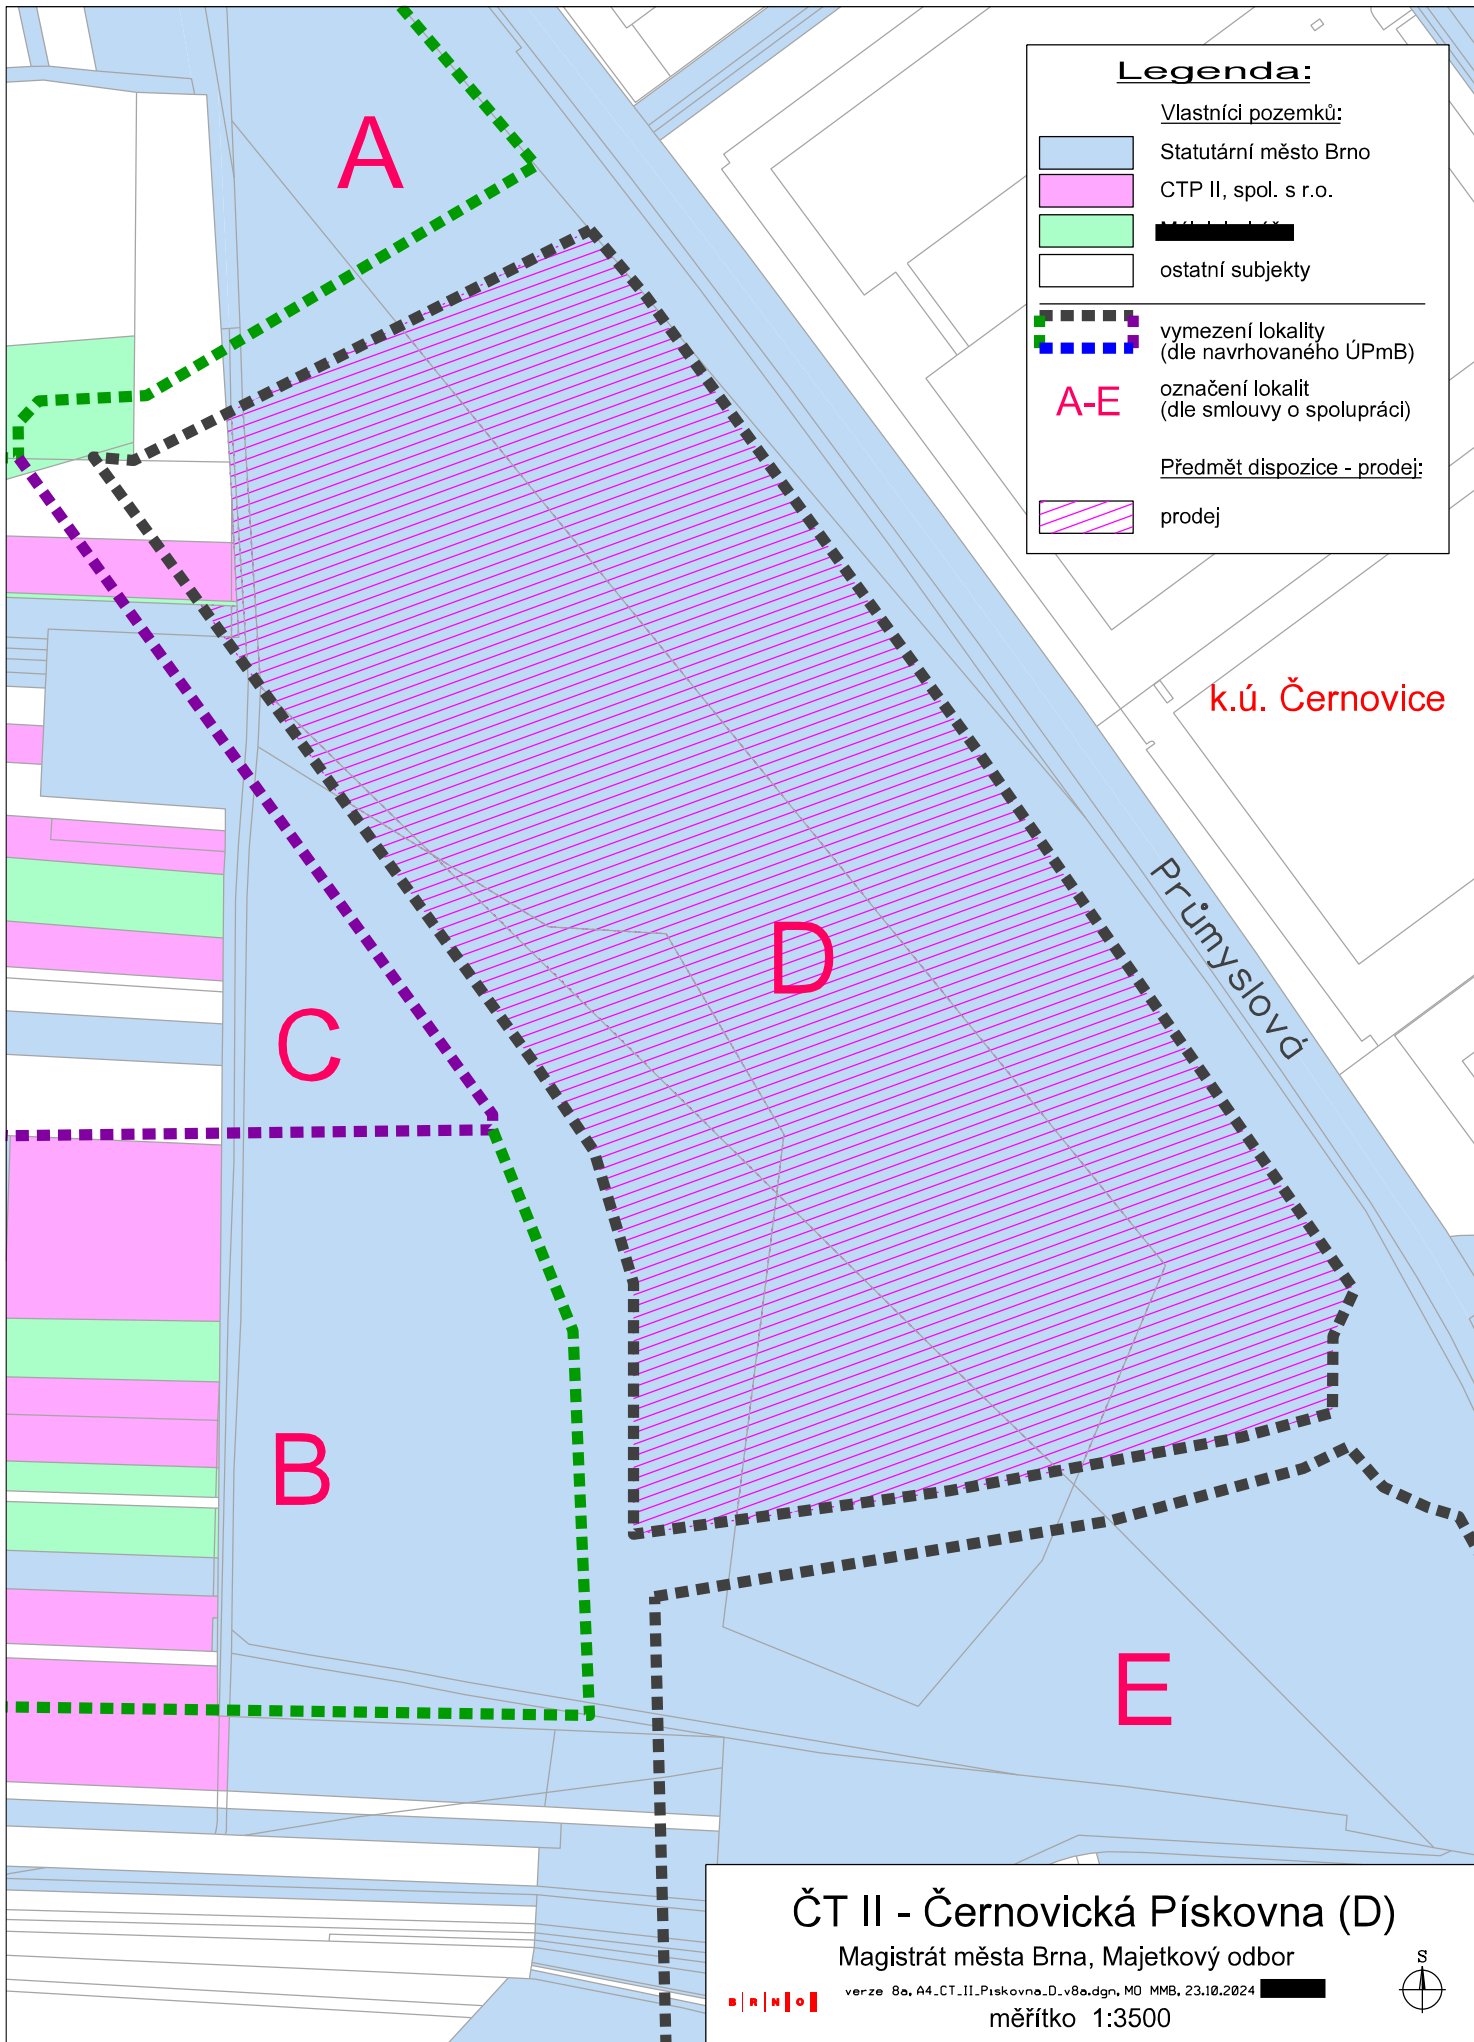 Legenda:
Vlastníci pozemků:
Statutární město Brno
CTP II, spol. s r.o.
ostatní subjekty
vymezení lokality
(dle navrhovaného ÚPmB)
A-E
označení lokalit
(dle smlouvy o spolupráci)
Předmět dispozice - prodej:
prodej
A
k.ú. Černovice
Průmyslová
D
C
B
E
ČT II - Černovická Pískovna (D)
Magistrát města Brna, Majetkový odbor
verze 8a, A4_CT_II_Piskovna_D_v8a.dgn, MO MMB, 23.10.2024
BRNO
měřítko 1:3500
S